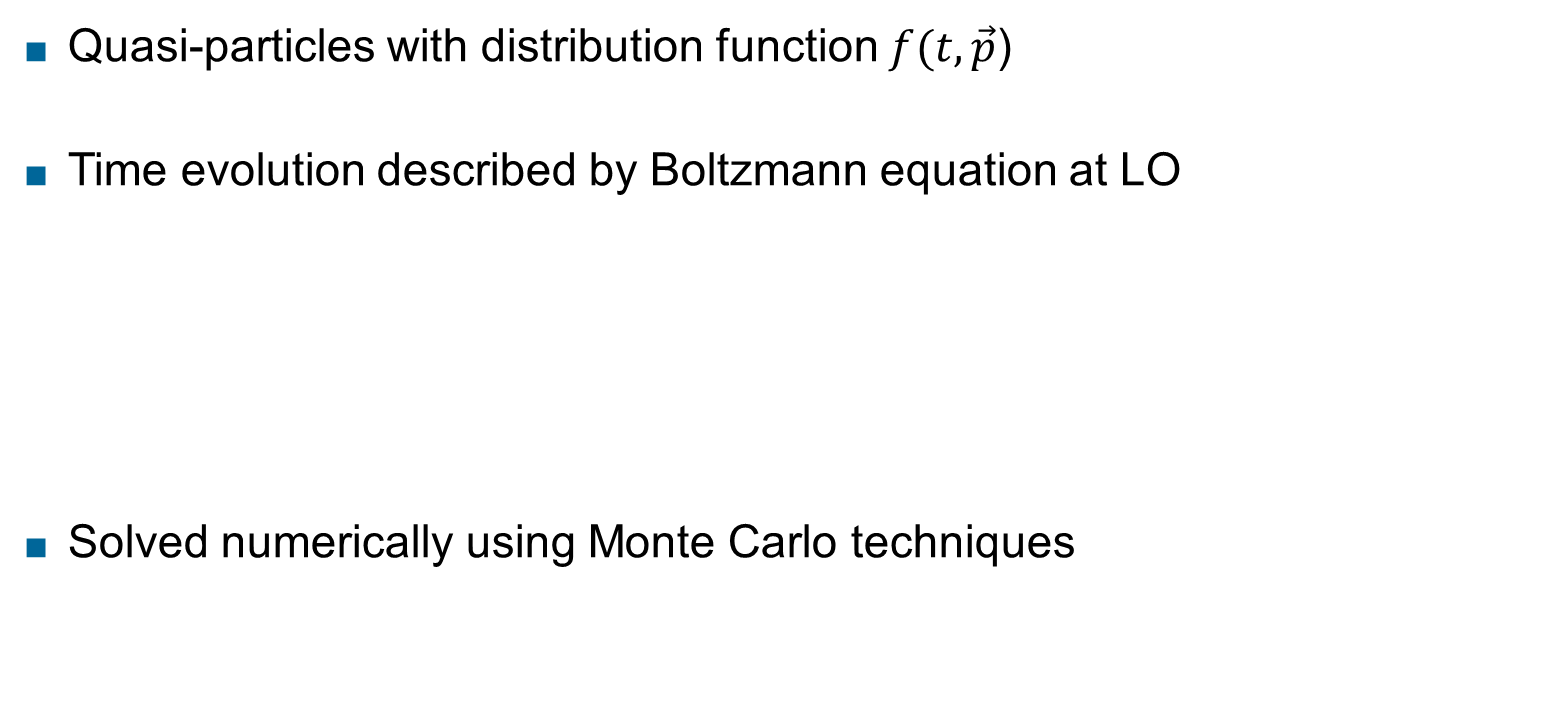 ▪ Quasi-particles with distribution function 𝑓(𝑡, 𝑝⃗)
▪ Time evolution described by Boltzmann equation at LO
▪ Solved numerically using Monte Carlo techniques